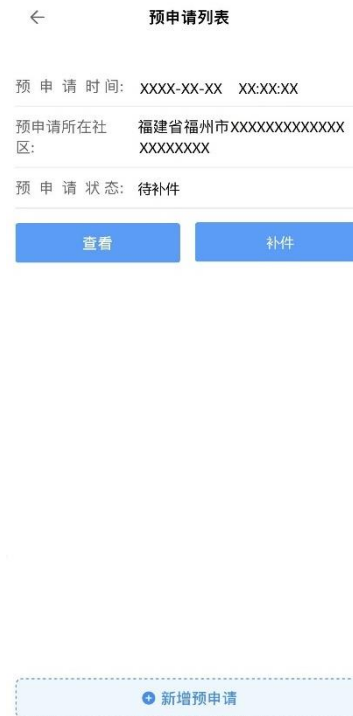 预申请列表
预 申 请 时 间: XXXX-XX-XX XX:XX:XX
预申请所在社 福建省福州市XXXXXXXXXXXXX
区: XXXXXXXX
预 申 请 状 态: 待补件
查看 补件
新增预申请